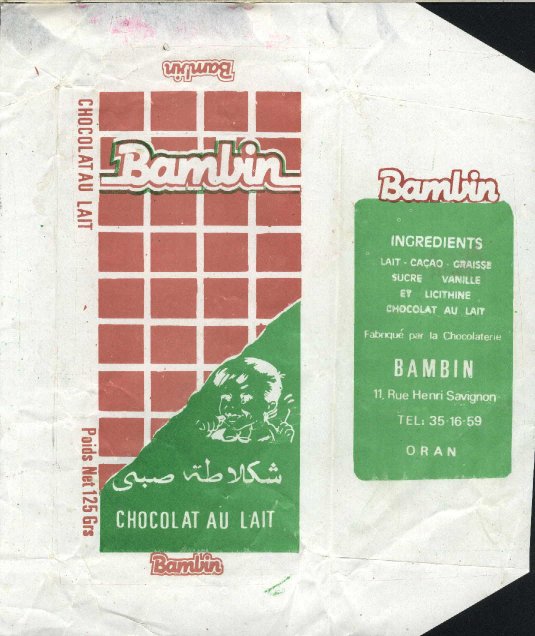 Bambin
CHOCOLAT AU LAIT
Bambin
Poids Net 125 Grs
شكلاطة صبي
CHOCOLAT AU LAIT
Bambin
Bambin
INGREDIENTS
LAIT - CACAO - GRAISSE
SUCRE VANILLE
ET LICITHINE
CHOCOLAT AU LAIT
Fabriqué par la Chocolaterie
BAMBIN
11, Rue Henri Savignon
TEL: 35-16-59
ORAN